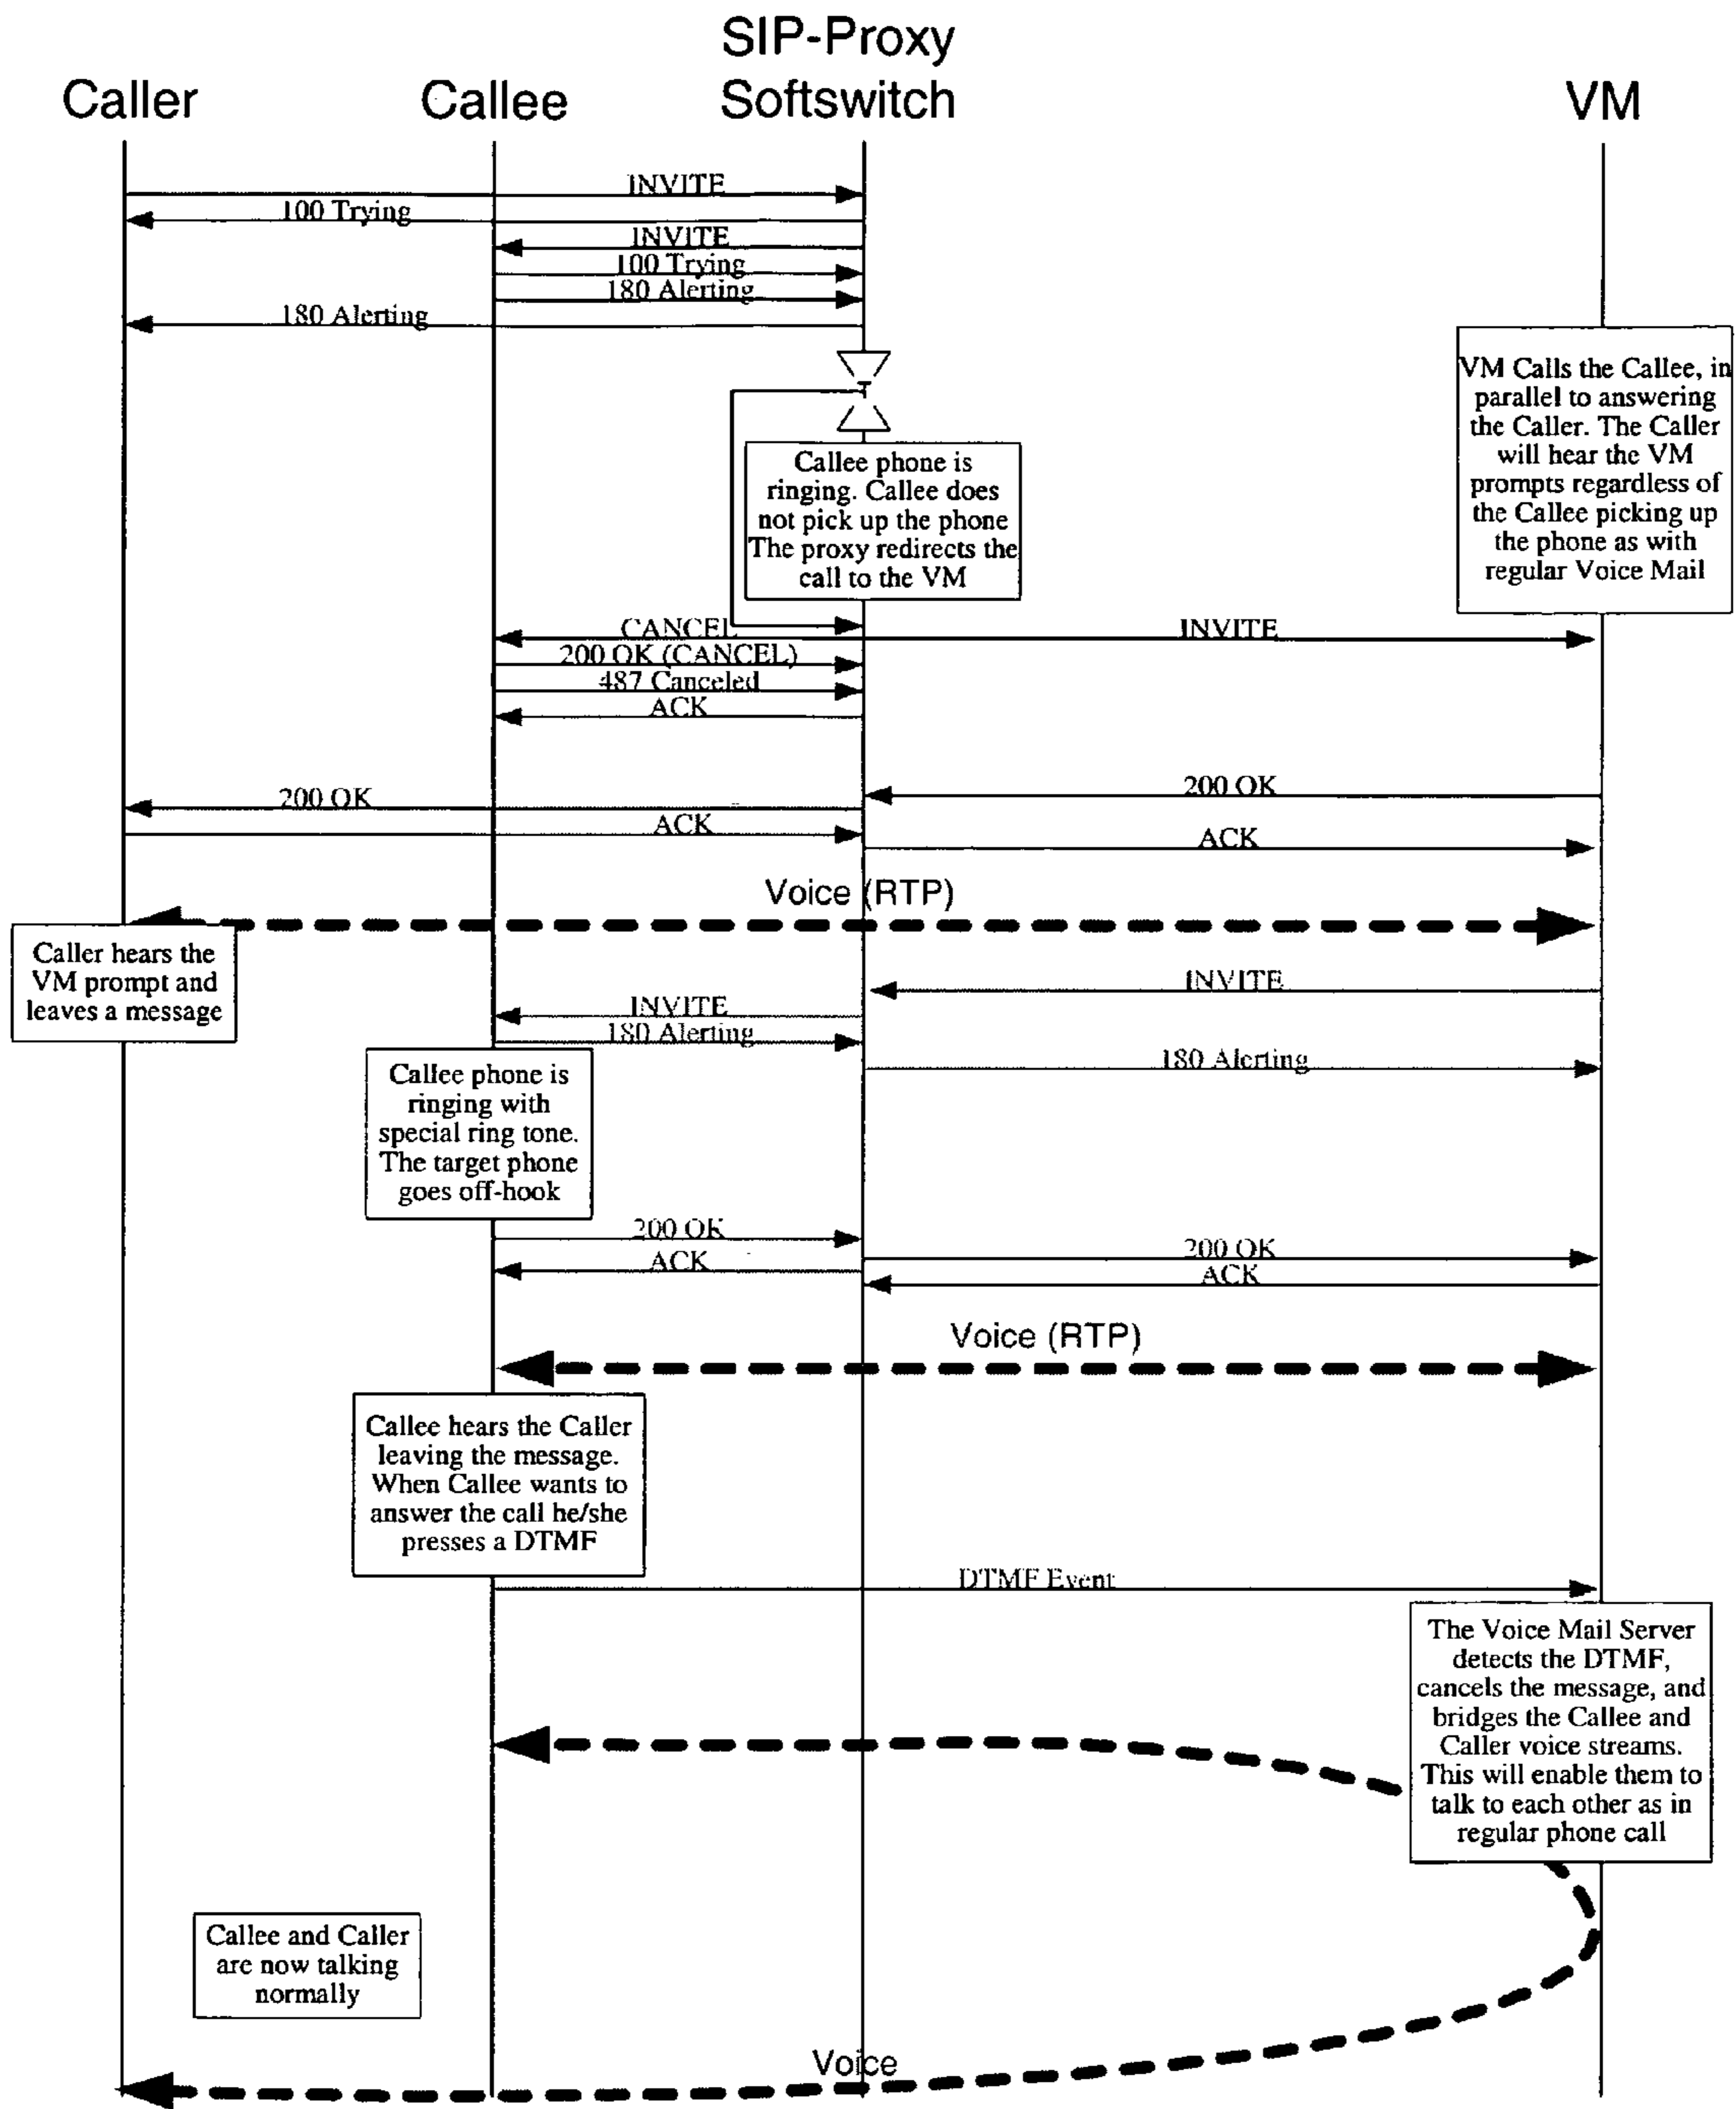 SIP-Proxy
Caller Callee Softswitch VM
INVITE
100 Trying
INVITE
100 Trying
180 Alerting
180 Alerting
VM Calls the Callee, in
parallel to answering
the Caller. The Caller
will hear the VM
prompts regardless of
the Callee picking up
the phone as with
regular Voice Mail
Callee phone is
ringing. Callee does
not pick up the phone
The proxy redirects the
call to the VM
CANCEL
INVITE
200 OK (CANCEL)
487 Canceled
ACK
200 OK
200 OK
ACK
ACK
Voice (RTP)
Caller hears the
VM prompt and
leaves a message
INVITE
INVITE
180 Alerting
180 Alerting
Callee phone is
ringing with
special ring tone.
The target phone
goes off-hook
200 OK
200 OK
ACK
ACK
Voice (RTP)
Callee hears the Caller
leaving the message.
When Callee wants to
answer the call he/she
presses a DTMF
DTMF Event
The Voice Mail Server
detects the DTMF,
cancels the message, and
bridges the Callee and
Caller voice streams.
This will enable them to
talk to each other as in
regular phone call
Callee and Caller
are now talking
normally
Voice